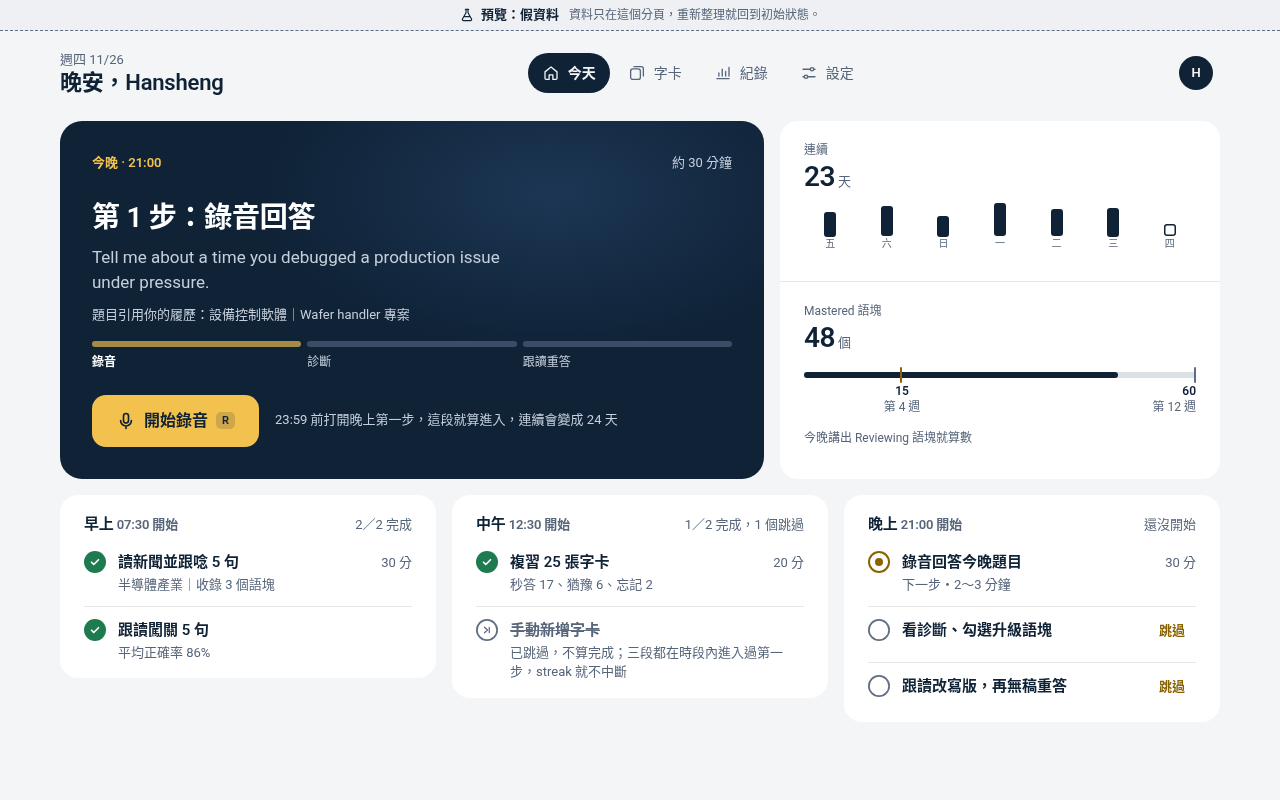 預覽：假資料 資料只在這個分頁，重新整理就回到初始狀態。
週四 11/26
晚安，Hansheng
今天
字卡
紀錄
設定
H
今晚 · 21:00
約 30 分鐘
第 1 步：錄音回答
Tell me about a time you debugged a production issue
under pressure.
題目引用你的履歷：設備控制軟體｜Wafer handler 專案
錄音
診斷
跟讀重答
開始錄音 R
23:59 前打開晚上第一步，這段就算進入，連續會變成 24 天
連續
23 天
五 六 日 一 二 三 四
Mastered 語塊
48 個
15 60
第 4 週 第 12 週
今晚講出 Reviewing 語塊就算數
早上 07:30 開始
2／2 完成
讀新聞並跟唸 5 句
30 分
半導體產業｜收錄 3 個語塊
跟讀闖關 5 句
平均正確率 86%
中午 12:30 開始
1／2 完成，1 個跳過
複習 25 張字卡
20 分
秒答 17、猶豫 6、忘記 2
手動新增字卡
已跳過，不算完成；三段都在時段內進入過第一
步，streak 就不中斷
晚上 21:00 開始
還沒開始
錄音回答今晚題目
30 分
下一步・2～3 分鐘
看診斷、勾選升級語塊
跳過
跟讀改寫版，再無稿重答
跳過